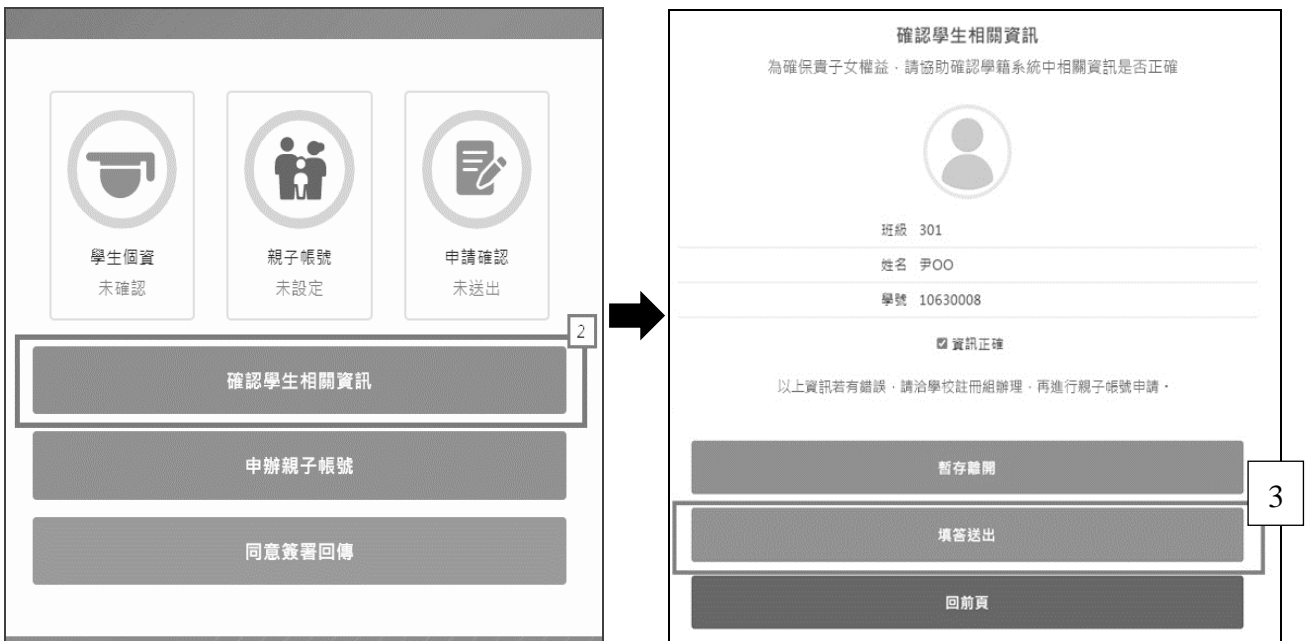 學生個資
未確認
親子帳號
未設定
申請確認
未送出
2
確認學生相關資訊
申辦親子帳號
同意簽署回傳
確認學生相關資訊
為確保貴子女權益，請協助確認學籍系統中相關資訊是否正確
班級 301
姓名 尹OO
學號 10630008
資訊正確
以上資訊若有錯誤，請洽學校註冊組辦理，再進行親子帳號申請。
暫存離開
3
填答送出
回前頁